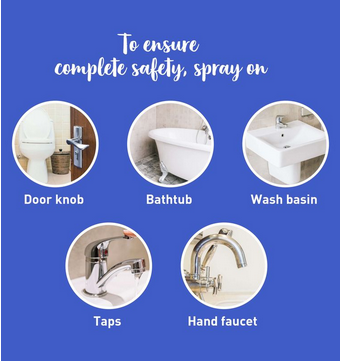 To ensure
complete safety, spray on
Door knob
Bathtub
Wash basin
Taps
Hand faucet